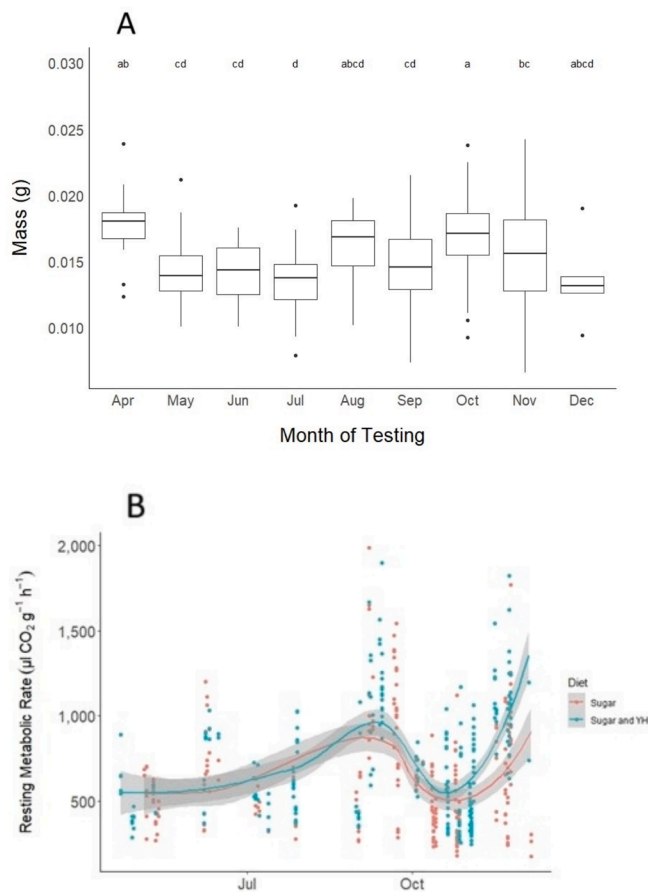 A
0.030
0.025
0.020
0.015
0.010
Mass (g)
ab cd cd d abcd cd a bc abcd
Apr May Jun Jul Aug Sep Oct Nov Dec
Month of Testing
B
2,000
1,500
1,000
500
Resting Metabolic Rate (µl CO₂ g⁻¹ h⁻¹)
Jul Oct
Diet
Sugar
Sugar and YH